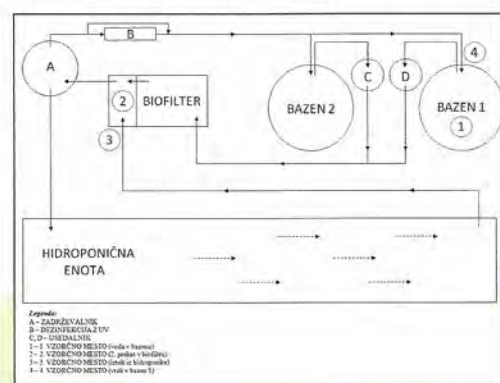 B
4
A
C
D
2
BIOFILTER
BAZEN 2
BAZEN 1
1
3
HIDROPONIČNA
ENOTA
Legenda:
A – ZADRŽEVALNIK
B – DEZINFEKCIJA Z UV
C, D – USEDALNIK
1 – 1. VZORČNO MESTO (voda v bazenu)
2 – 2. VZORČNO MESTO (2. prekat v biofiltru)
3 – 3. VZORČNO MESTO (iztok iz hidroponike)
4 – 4. VZORČNO MESTO (vtok v bazen 1)